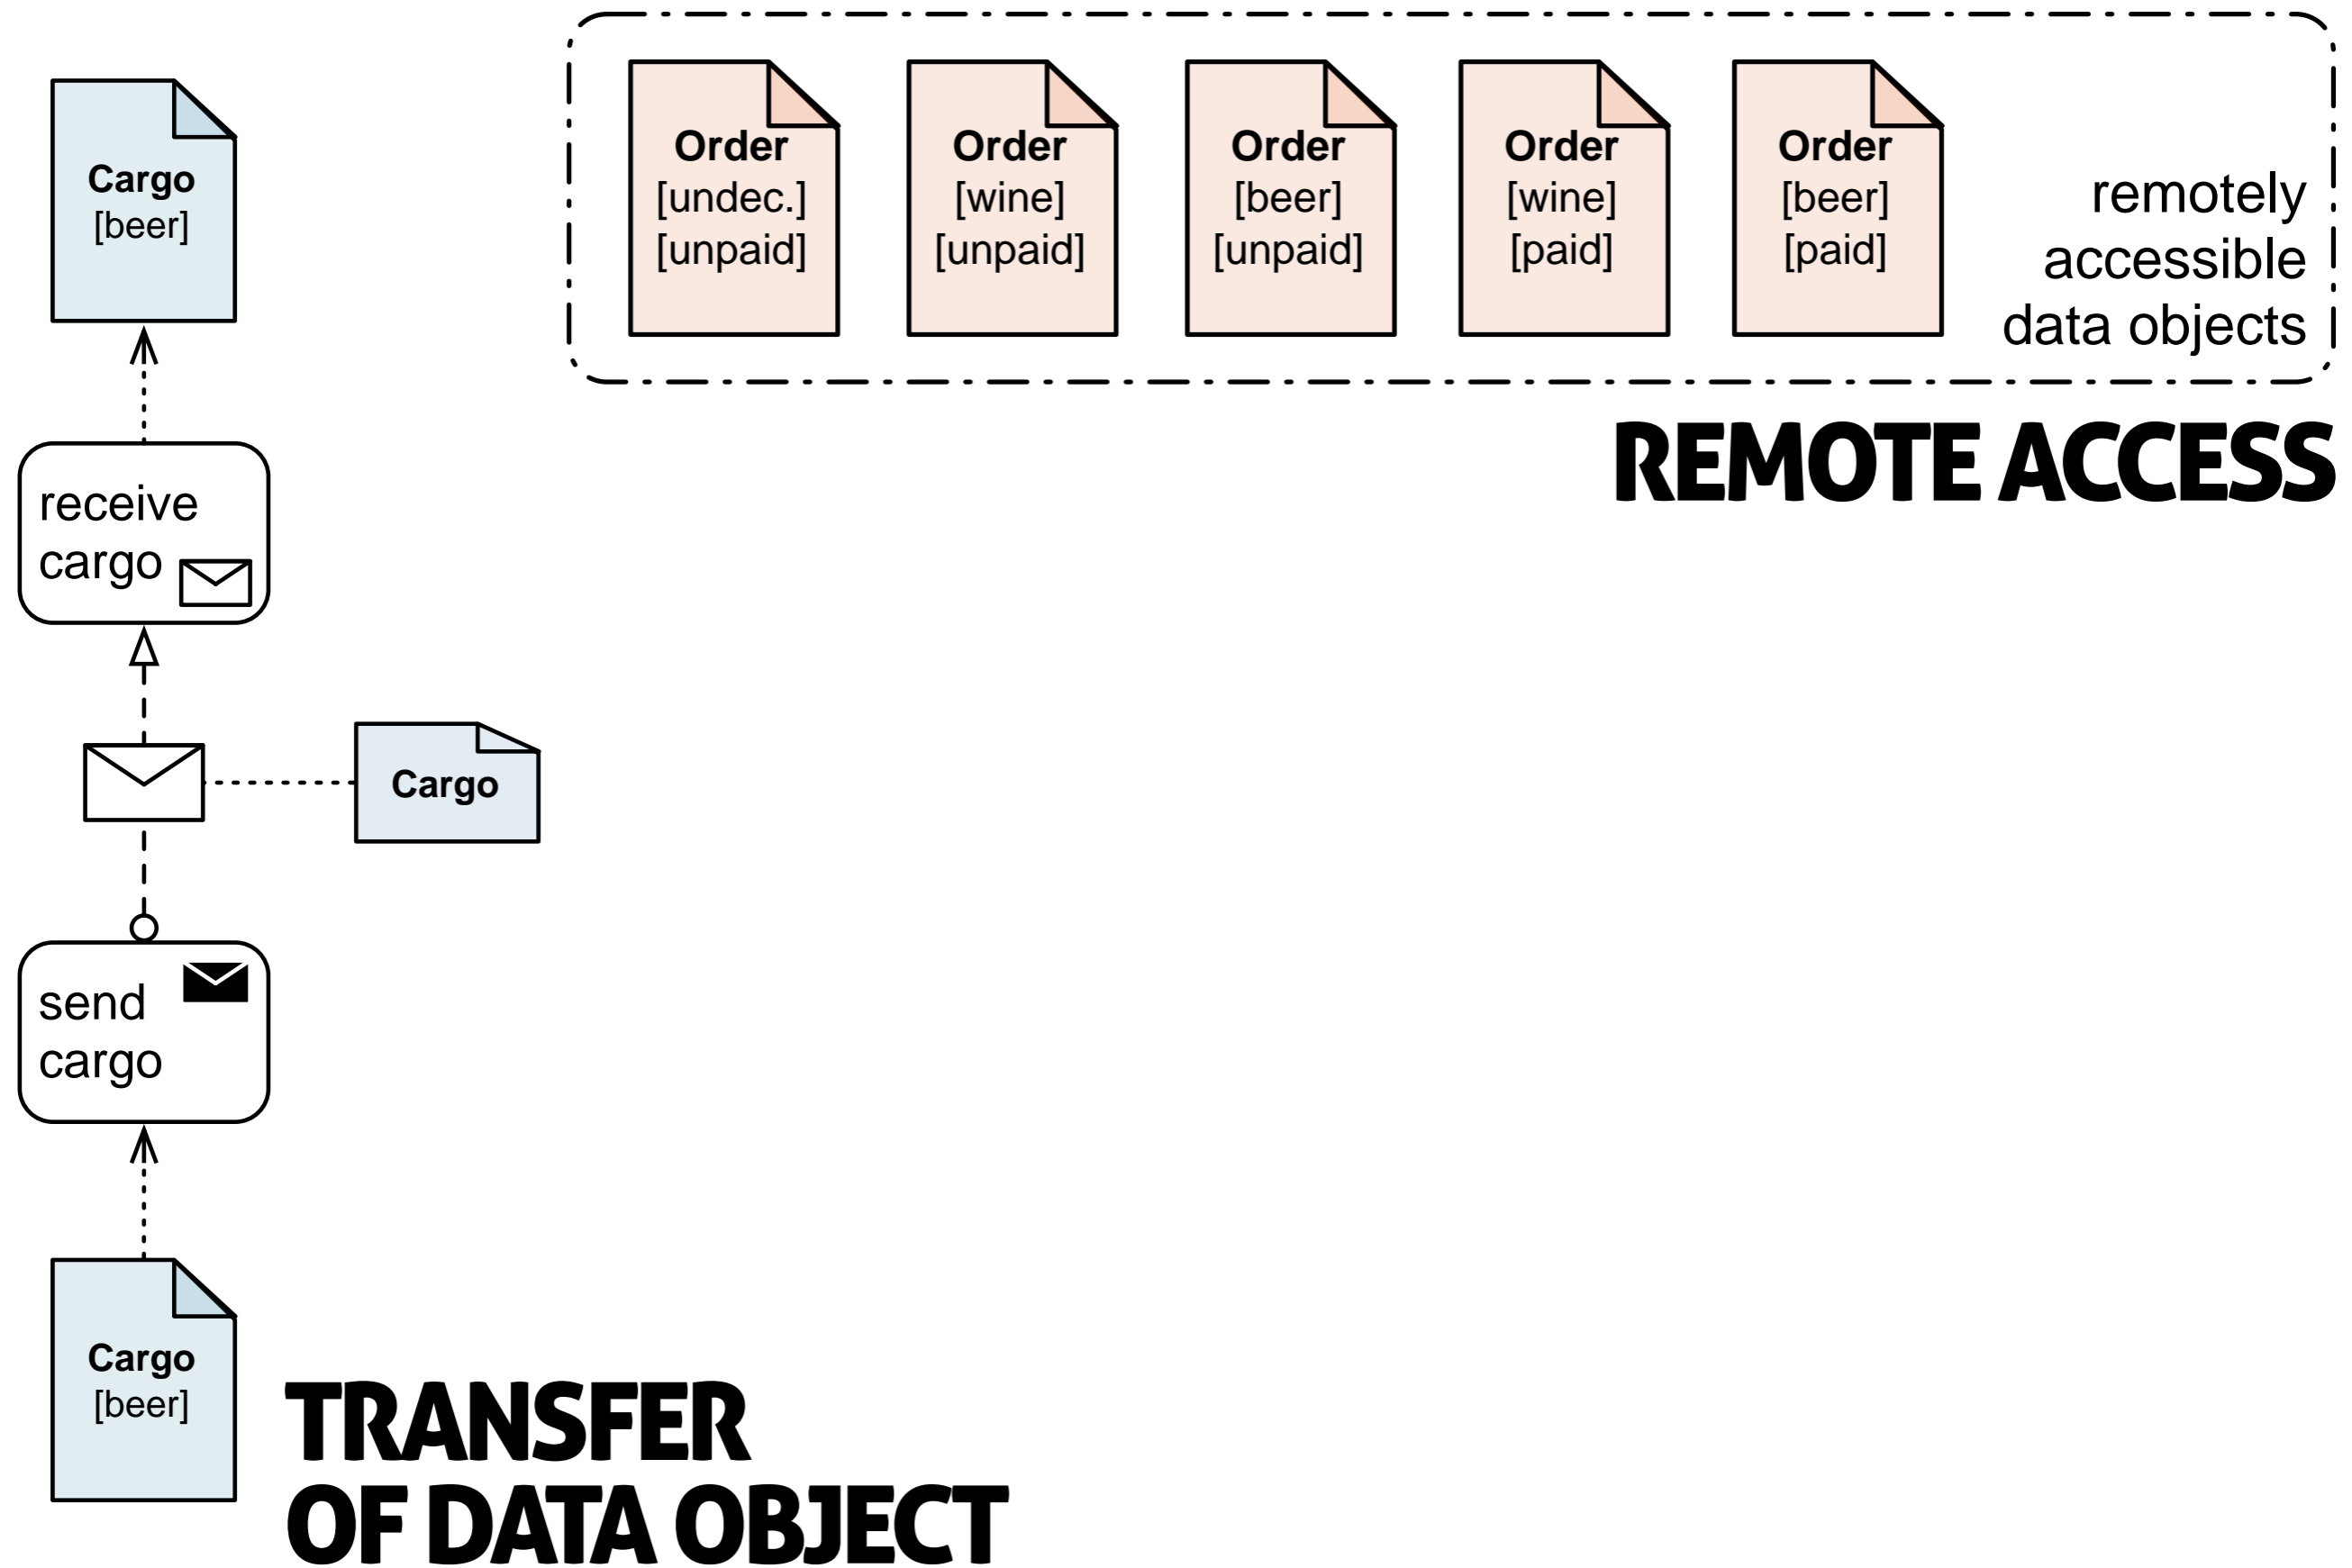 Cargo
[beer]
Order
[undec.]
[unpaid]
Order
[wine]
[unpaid]
Order
[beer]
[unpaid]
Order
[wine]
[paid]
Order
[beer]
[paid]
remotely
accessible
data objects
REMOTE ACCESS
receive
cargo
Cargo
send
cargo
Cargo
[beer]
TRANSFER
OF DATA OBJECT